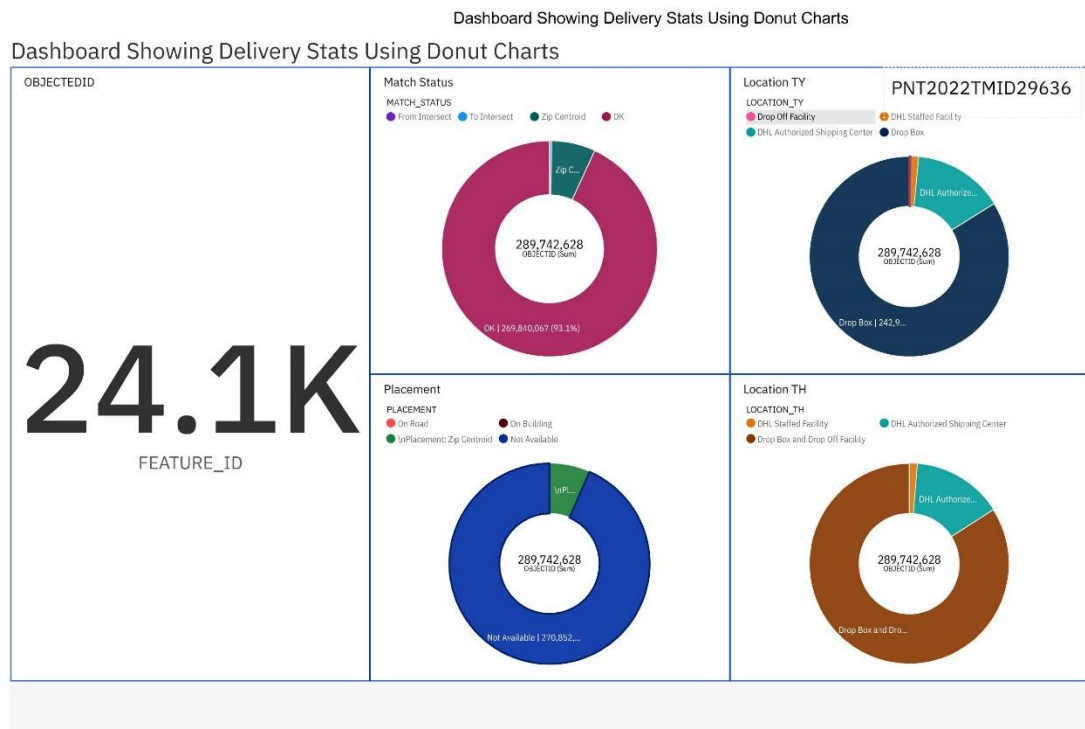 Dashboard Showing Delivery Stats Using Donut Charts
Dashboard Showing Delivery Stats Using Donut Charts
OBJECTEDID
24.1K
FEATURE_ID
Match Status
MATCH_STATUS
From Intersect To Intersect Zip Centroid OK
Zip C...
289,742,628
OBJECTID (Sum)
OK | 269,840,067 (93.1%)
Location TY
PNT2022TMID29636
LOCATION_TY
Drop Off Facility DHL Staffed Facility
DHL Authorized Shipping Center Drop Box
DHL Authorize...
289,742,628
OBJECTID (Sum)
Drop Box | 242,9...
Placement
PLACEMENT
On Road On Building
\nPlacement: Zip Centroid Not Available
\nPl...
289,742,628
OBJECTID (Sum)
Not Available | 270,852,...
Location TH
LOCATION_TH
DHL Staffed Facility DHL Authorized Shipping Center
Drop Box and Drop Off Facility
DHL Authorize...
289,742,628
OBJECTID (Sum)
Drop Box and Dro...